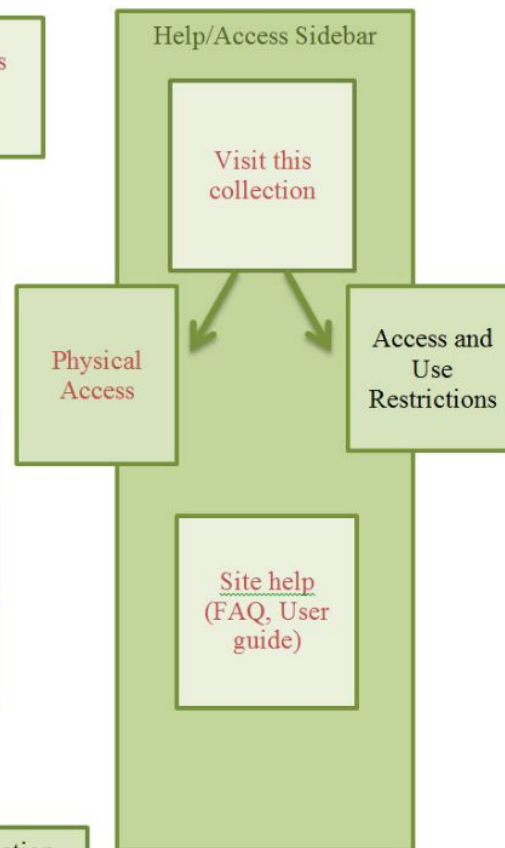 Help/Access Sidebar
Visit this
collection
Physical
Access
Access and
Use
Restrictions
Site help
(FAQ, User
guide)